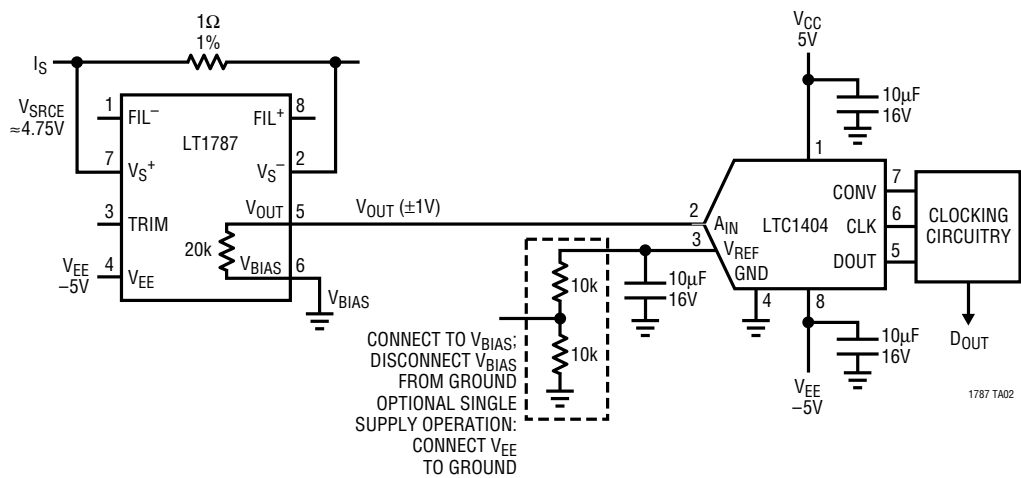 1Ω
1%
I_S
V_SRCE
≈4.75V
1
FIL⁻
FIL⁺
8
LT1787
7
V_S⁺
V_S⁻
2
3
TRIM
V_OUT
5
V_OUT (±1V)
20k
V_EE
–5V
4
V_EE
V_BIAS
6
V_BIAS
V_CC
5V
10µF
16V
1
2
A_IN
LTC1404
3
V_REF
GND
4
8
CONV
7
CLK
6
DOUT
5
CLOCKING
CIRCUITRY
D_OUT
10k
10k
10µF
16V
10µF
16V
V_EE
–5V
CONNECT TO V_BIAS;
DISCONNECT V_BIAS
FROM GROUND
OPTIONAL SINGLE
SUPPLY OPERATION:
CONNECT V_EE
TO GROUND
1787 TA02